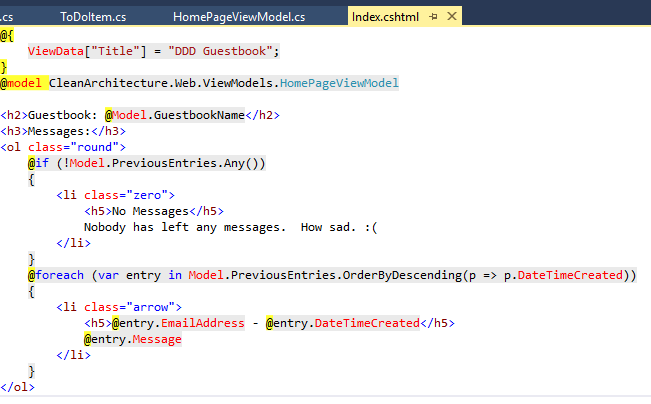 .cs ToDoItem.cs HomePageViewModel.cs Index.cshtml
@{
    ViewData["Title"] = "DDD Guestbook";
}
@model CleanArchitecture.Web.ViewModels.HomePageViewModel

<h2>Guestbook: @Model.GuestbookName</h2>
<h3>Messages:</h3>
<ol class="round">
    @if (!Model.PreviousEntries.Any())
    {
        <li class="zero">
            <h5>No Messages</h5>
            Nobody has left any messages.  How sad. :(
        </li>
    }
    @foreach (var entry in Model.PreviousEntries.OrderByDescending(p => p.DateTimeCreated))
    {
        <li class="arrow">
            <h5>@entry.EmailAddress - @entry.DateTimeCreated</h5>
            @entry.Message
        </li>
    }
</ol>